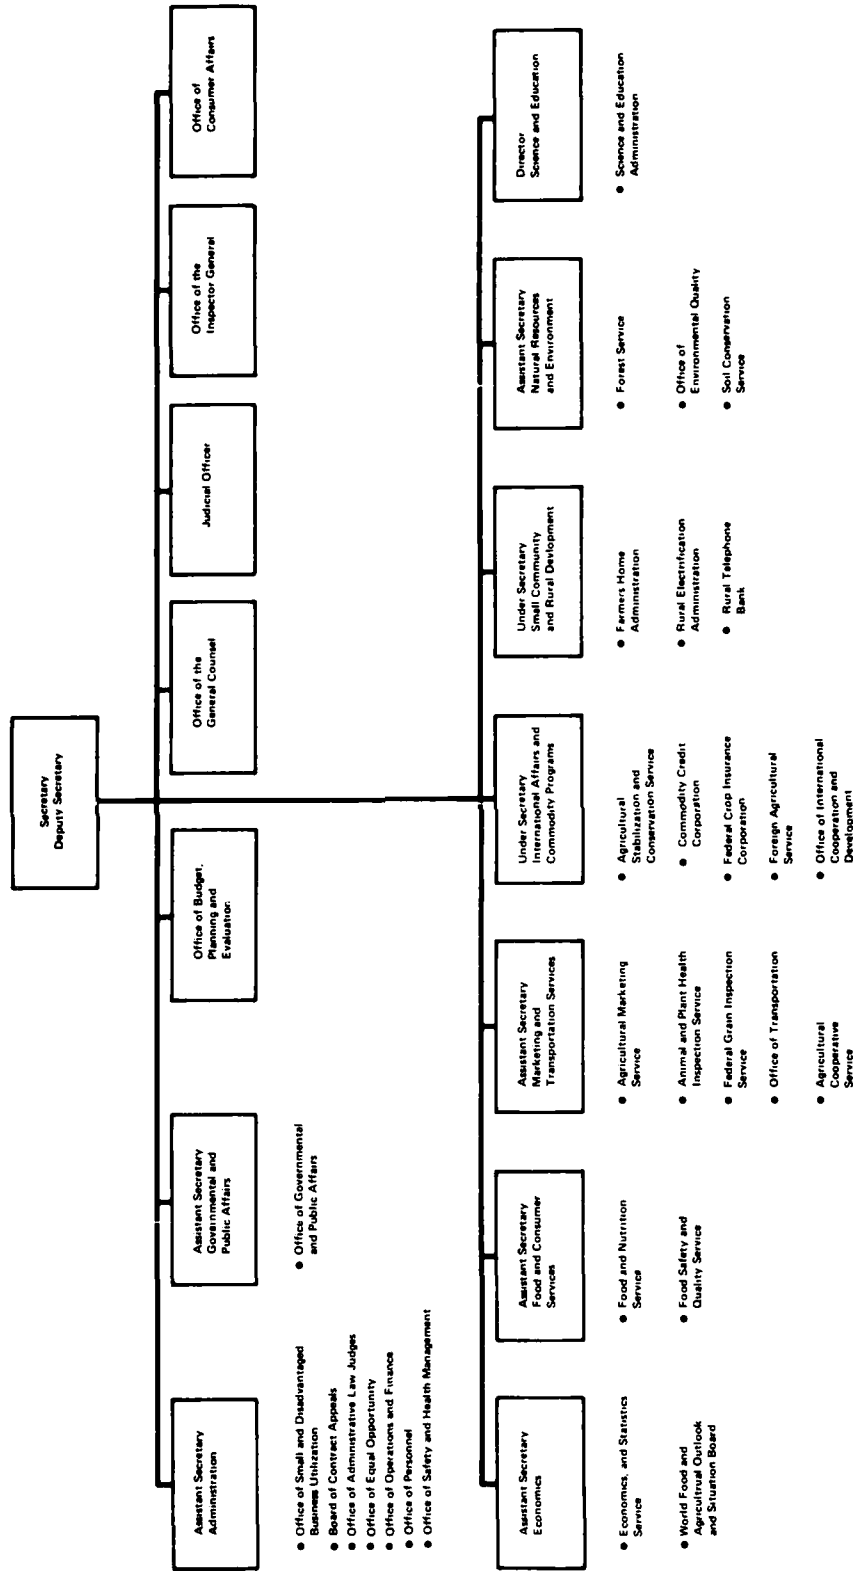 Secretary
Deputy Secretary
Assistant Secretary
Administration
● Office of Small and Disadvantaged
Business Utilization
● Board of Contract Appeals
● Office of Administrative Law Judges
● Office of Equal Opportunity
● Office of Operations and Finance
● Office of Personnel
● Office of Safety and Health Management
Assistant Secretary
Governmental and
Public Affairs
● Office of Governmental
and Public Affairs
Office of Budget,
Planning and
Evaluation
Office of the
General Counsel
Judicial Officer
Office of the
Inspector General
Office of
Consumer Affairs
Assistant Secretary
Economics
● Economics, and Statistics
Service
● World Food and
Agricultrual Outlook
and Situation Board
Assistant Secretary
Food and Consumer
Services
● Food and Nutrition
Service
● Food Safety and
Quality Service
Assistant Secretary
Marketing and
Transportation Services
● Agricultural Marketing
Service
● Animal and Plant Health
Inspection Service
● Federal Grain Inspection
Service
● Office of Transportation
● Agricultural
Cooperative
Service
Under Secretary
International Affairs and
Commodity Programs
● Agricultural
Stabilization and
Conservation Service
● Commodity Credit
Corporation
● Federal Crop Insurance
Corporation
● Foreign Agricultural
Service
● Office of International
Cooperation and
Development
Under Secretary
Small Community
and Rural Devlopment
● Farmers Home
Administration
● Rural Electrification
Administration
● Rural Telephone
Bank
Assistant Secretary
Natural Resources
and Environment
● Forest Service
● Office of
Environmental Quality
● Soil Conservation
Service
Director
Science and Education
● Science and Education
Administration